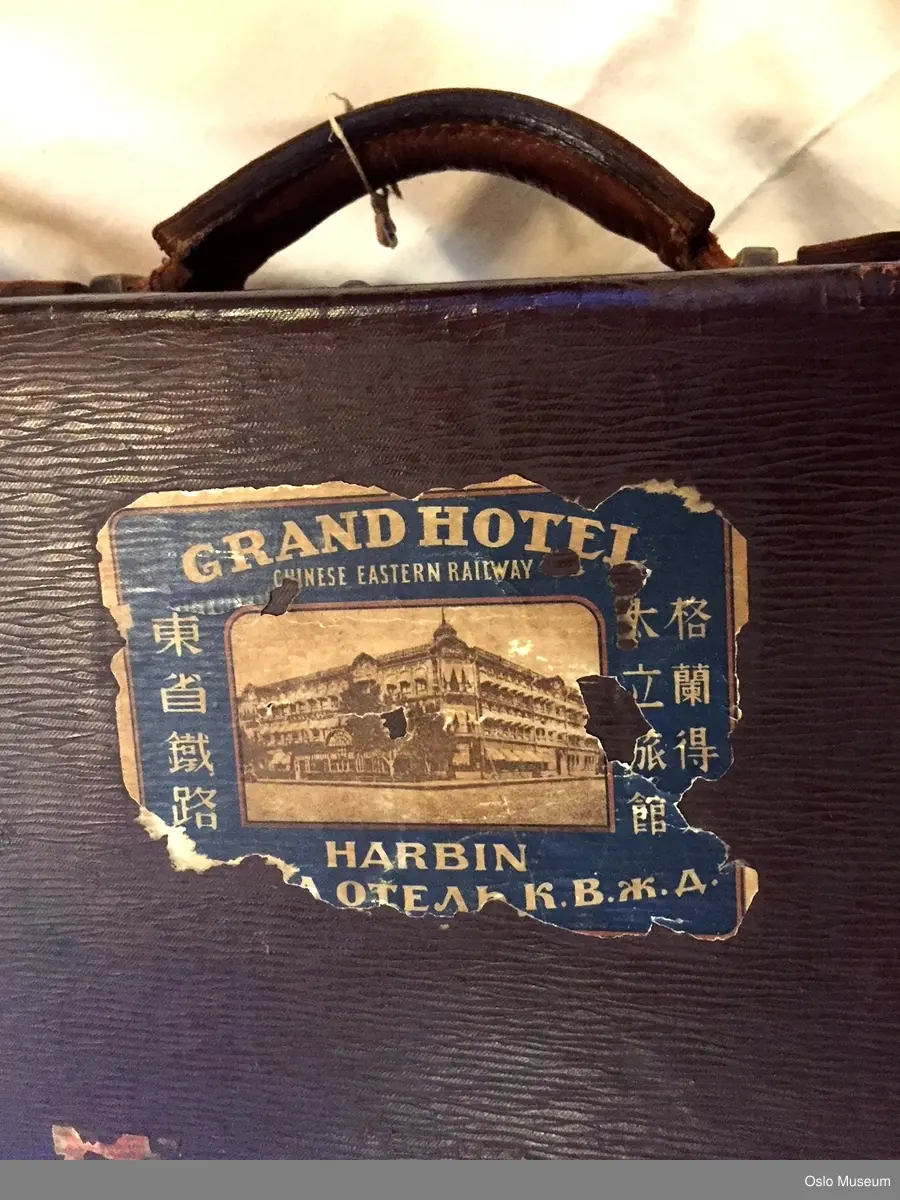 GRAND HOTEL
CHINESE EASTERN RAILWAY
東省鐵路
格蘭得
立旅館
HARBIN
ОТЕЛЬ К.В.Ж.Д.
Oslo Museum